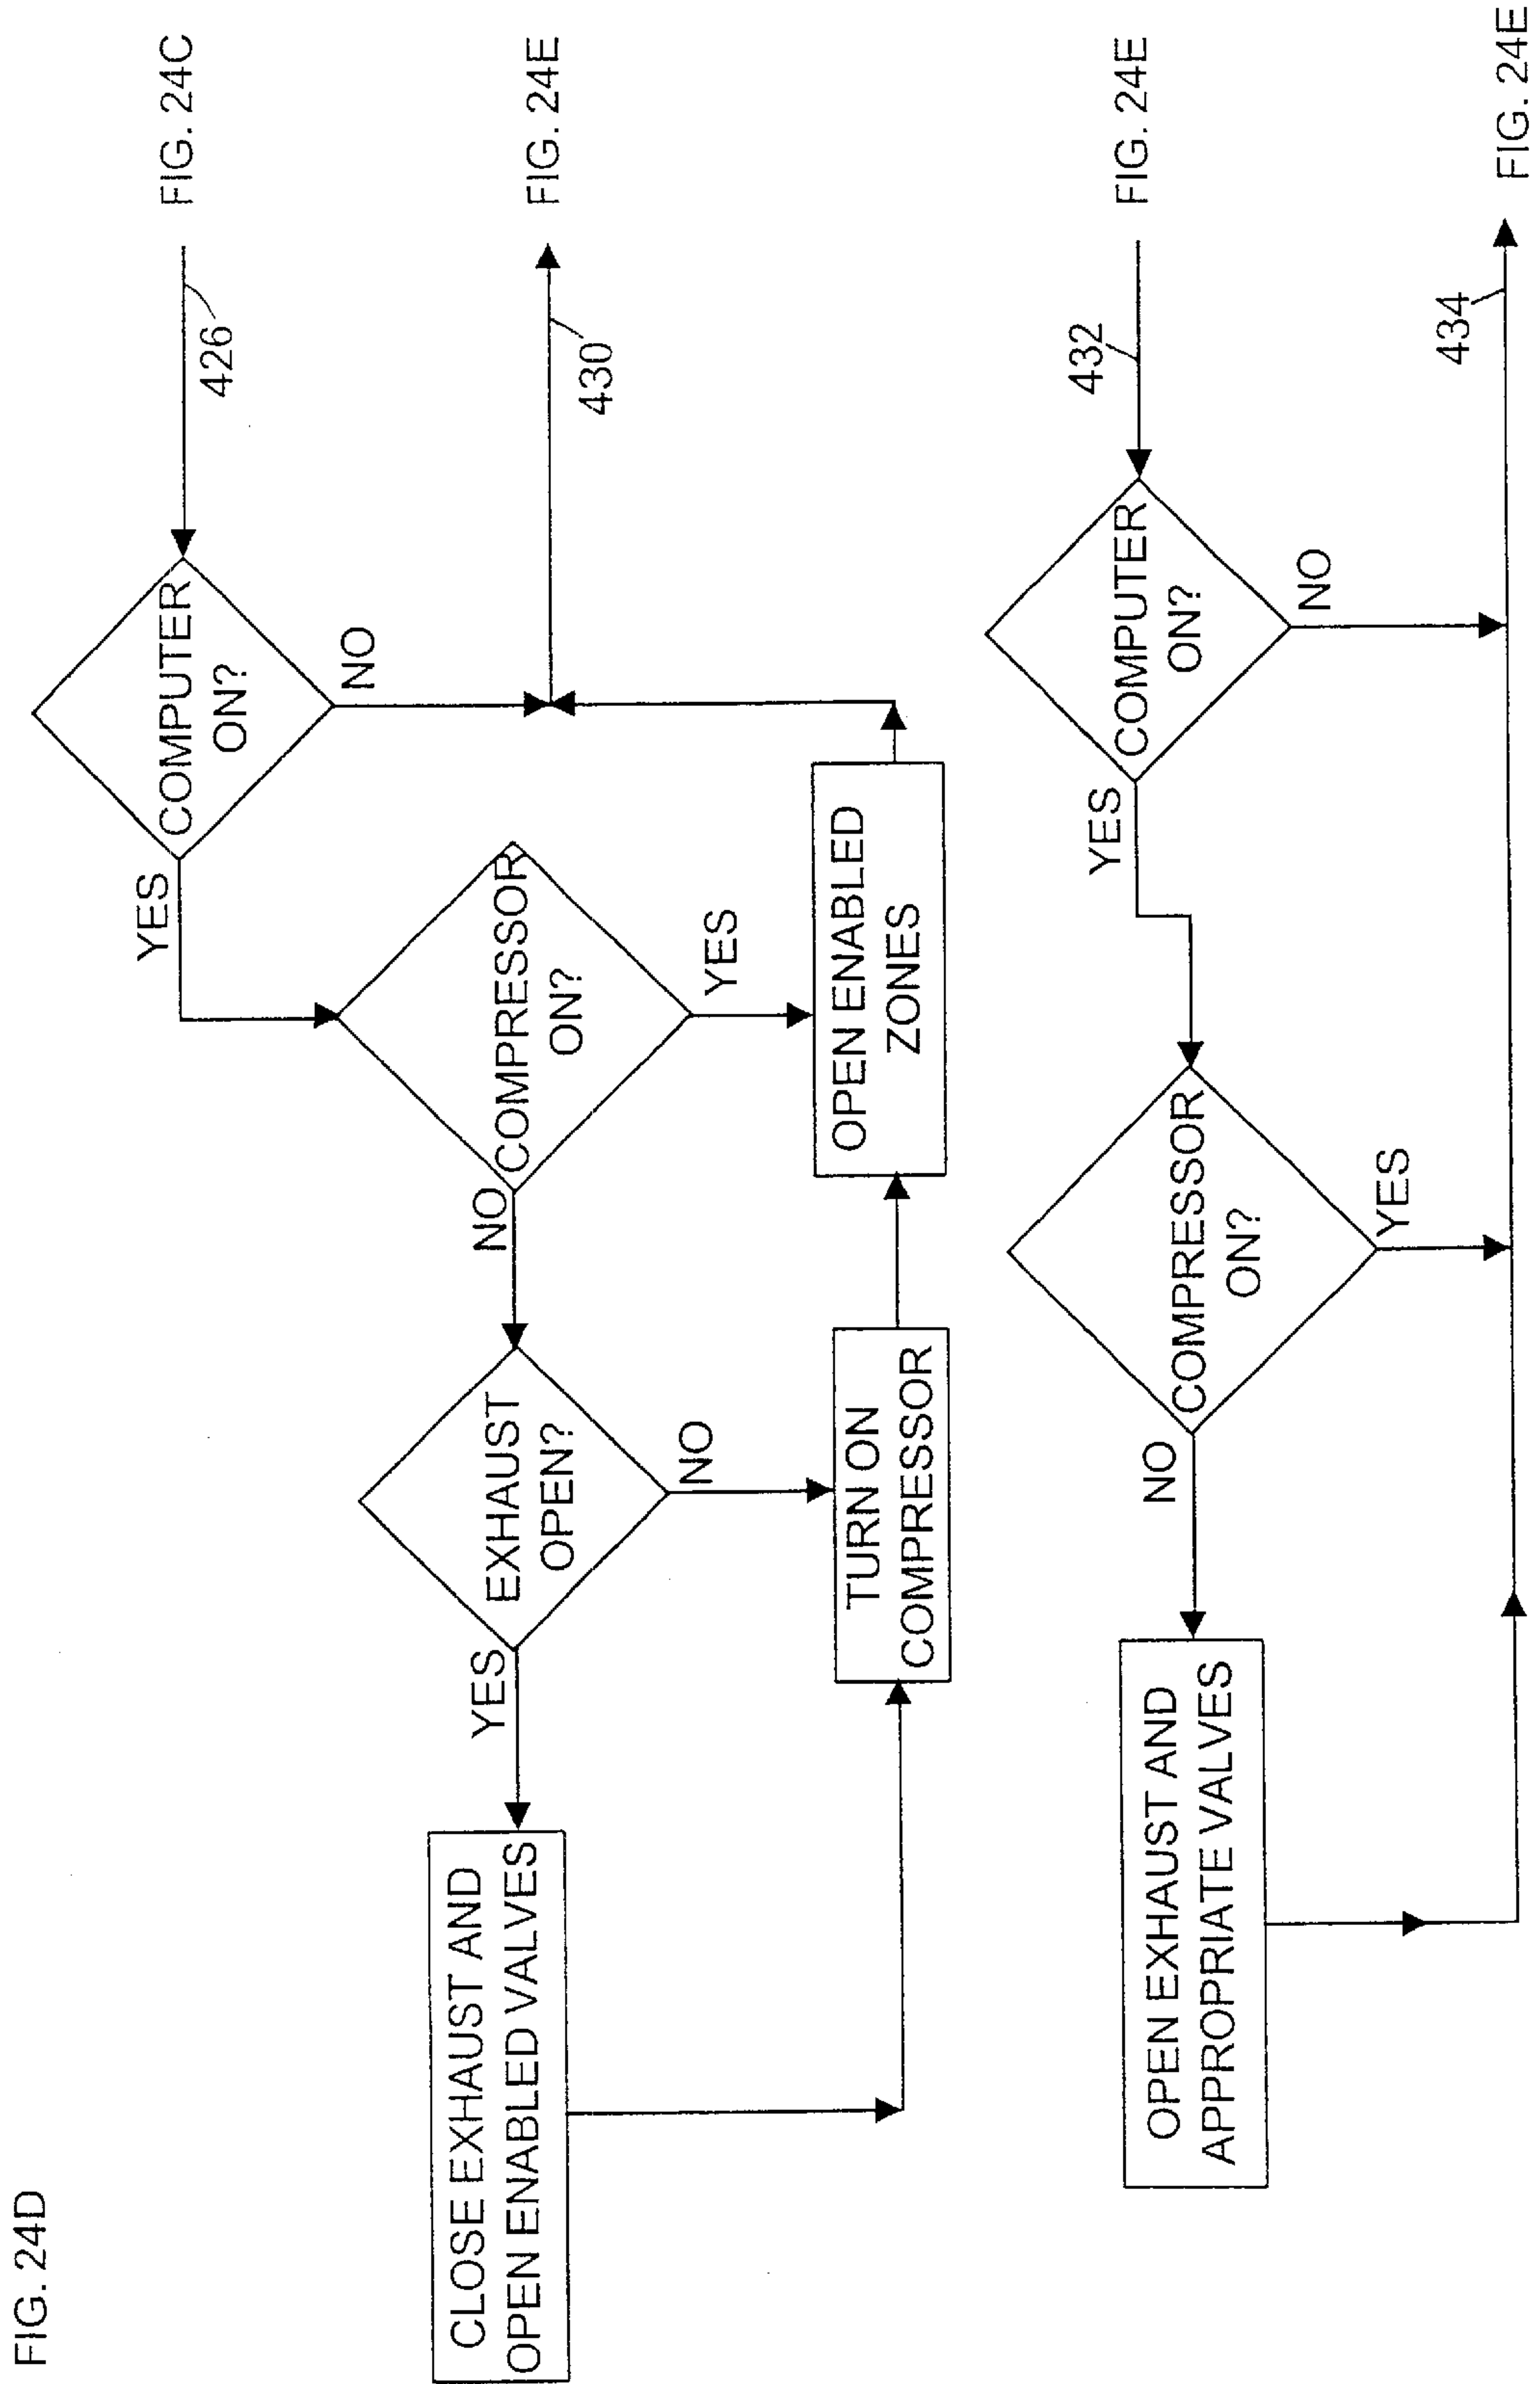 FIG. 24D
FIG. 24C
426
COMPUTER
ON?
YES
NO
FIG. 24E
430
COMPRESSOR
ON?
NO
YES
EXHAUST
OPEN?
YES
NO
CLOSE EXHAUST AND
OPEN ENABLED VALVES
TURN ON
COMPRESSOR
OPEN ENABLED
ZONES
FIG. 24E
432
COMPUTER
ON?
YES
NO
COMPRESSOR
ON?
NO
YES
OPEN EXHAUST AND
APPROPRIATE VALVES
434
FIG. 24E